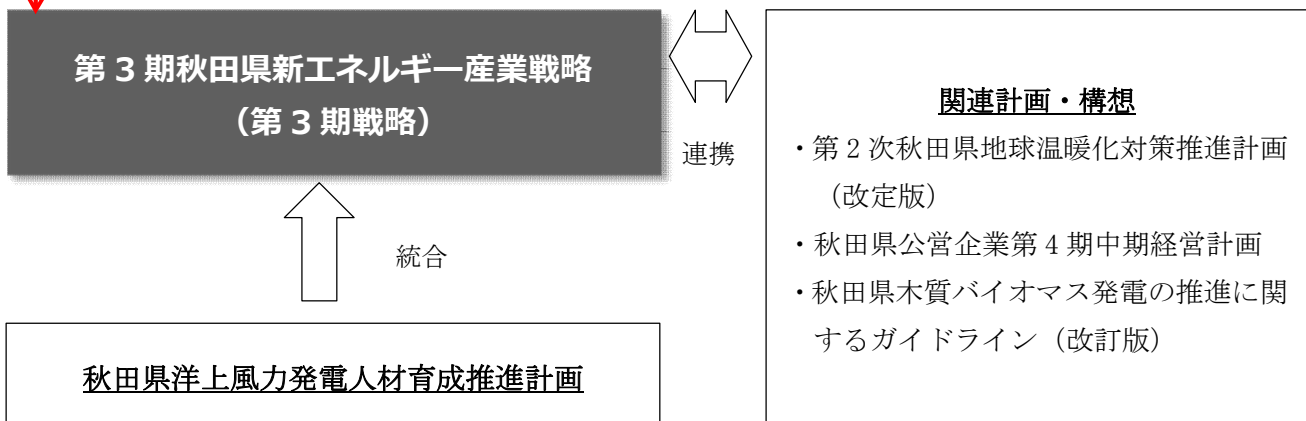 第３期秋田県新エネルギー産業戦略
（第３期戦略）
連携
統合
秋田県洋上風力発電人材育成推進計画
関連計画・構想
・第２次秋田県地球温暖化対策推進計画
（改定版）
・秋田県公営企業第４期中期経営計画
・秋田県木質バイオマス発電の推進に関
するガイドライン（改訂版）